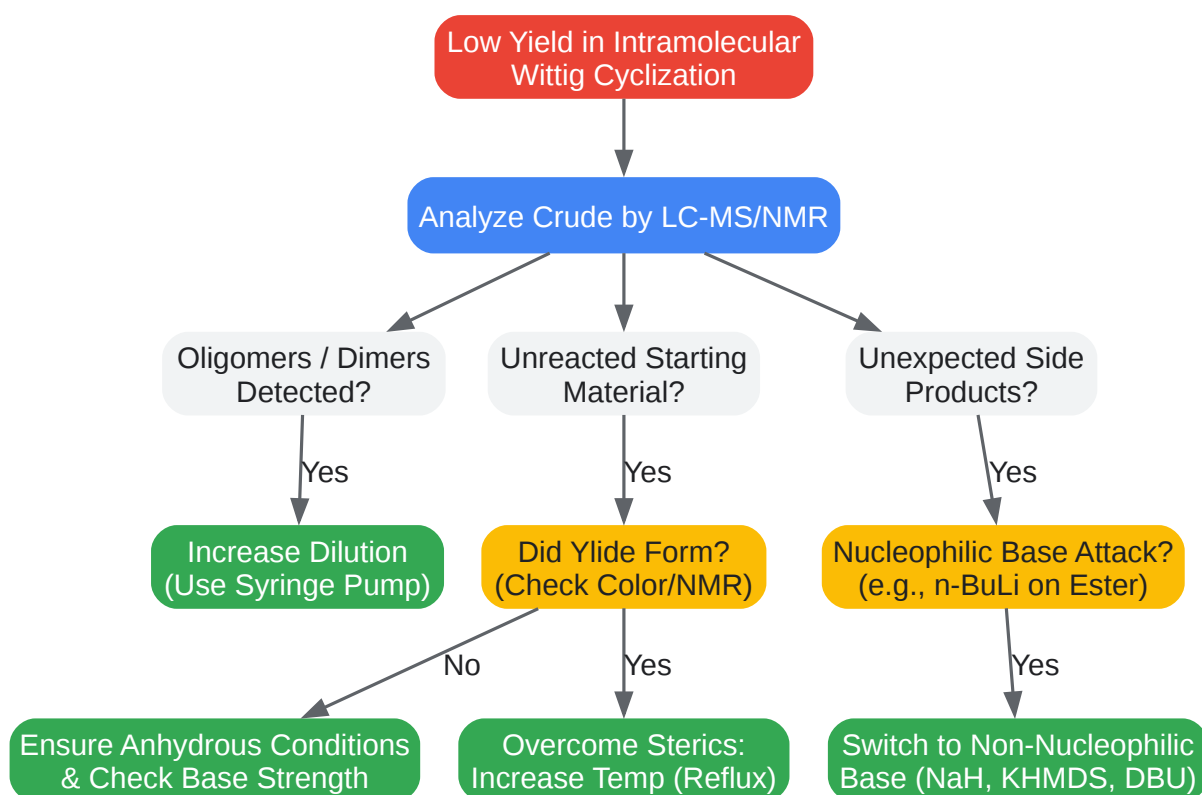 Low Yield in Intramolecular
Wittig Cyclization
Analyze Crude by LC-MS/NMR
Oligomers / Dimers
Detected?
Unreacted Starting
Material?
Unexpected Side
Products?
Yes
Yes
Yes
Increase Dilution
(Use Syringe Pump)
Did Ylide Form?
(Check Color/NMR)
Nucleophilic Base Attack?
(e.g., n-BuLi on Ester)
No
Yes
Yes
Ensure Anhydrous Conditions
& Check Base Strength
Overcome Sterics:
Increase Temp (Reflux)
Switch to Non-Nucleophilic
Base (NaH, KHMDS, DBU)